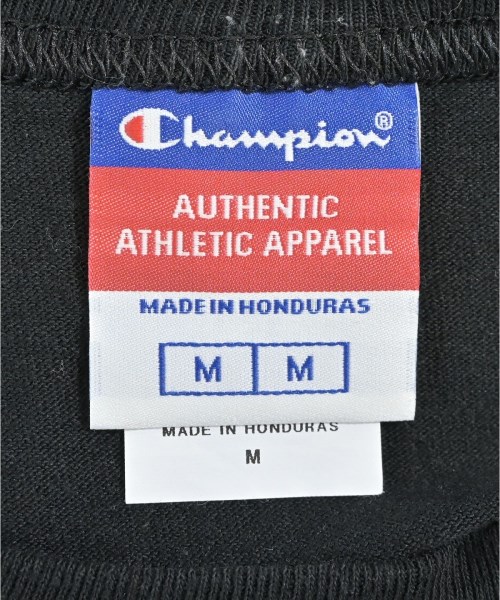 Champion®
AUTHENTIC
ATHLETIC APPAREL
MADE IN HONDURAS
M M
MADE IN HONDURAS
M